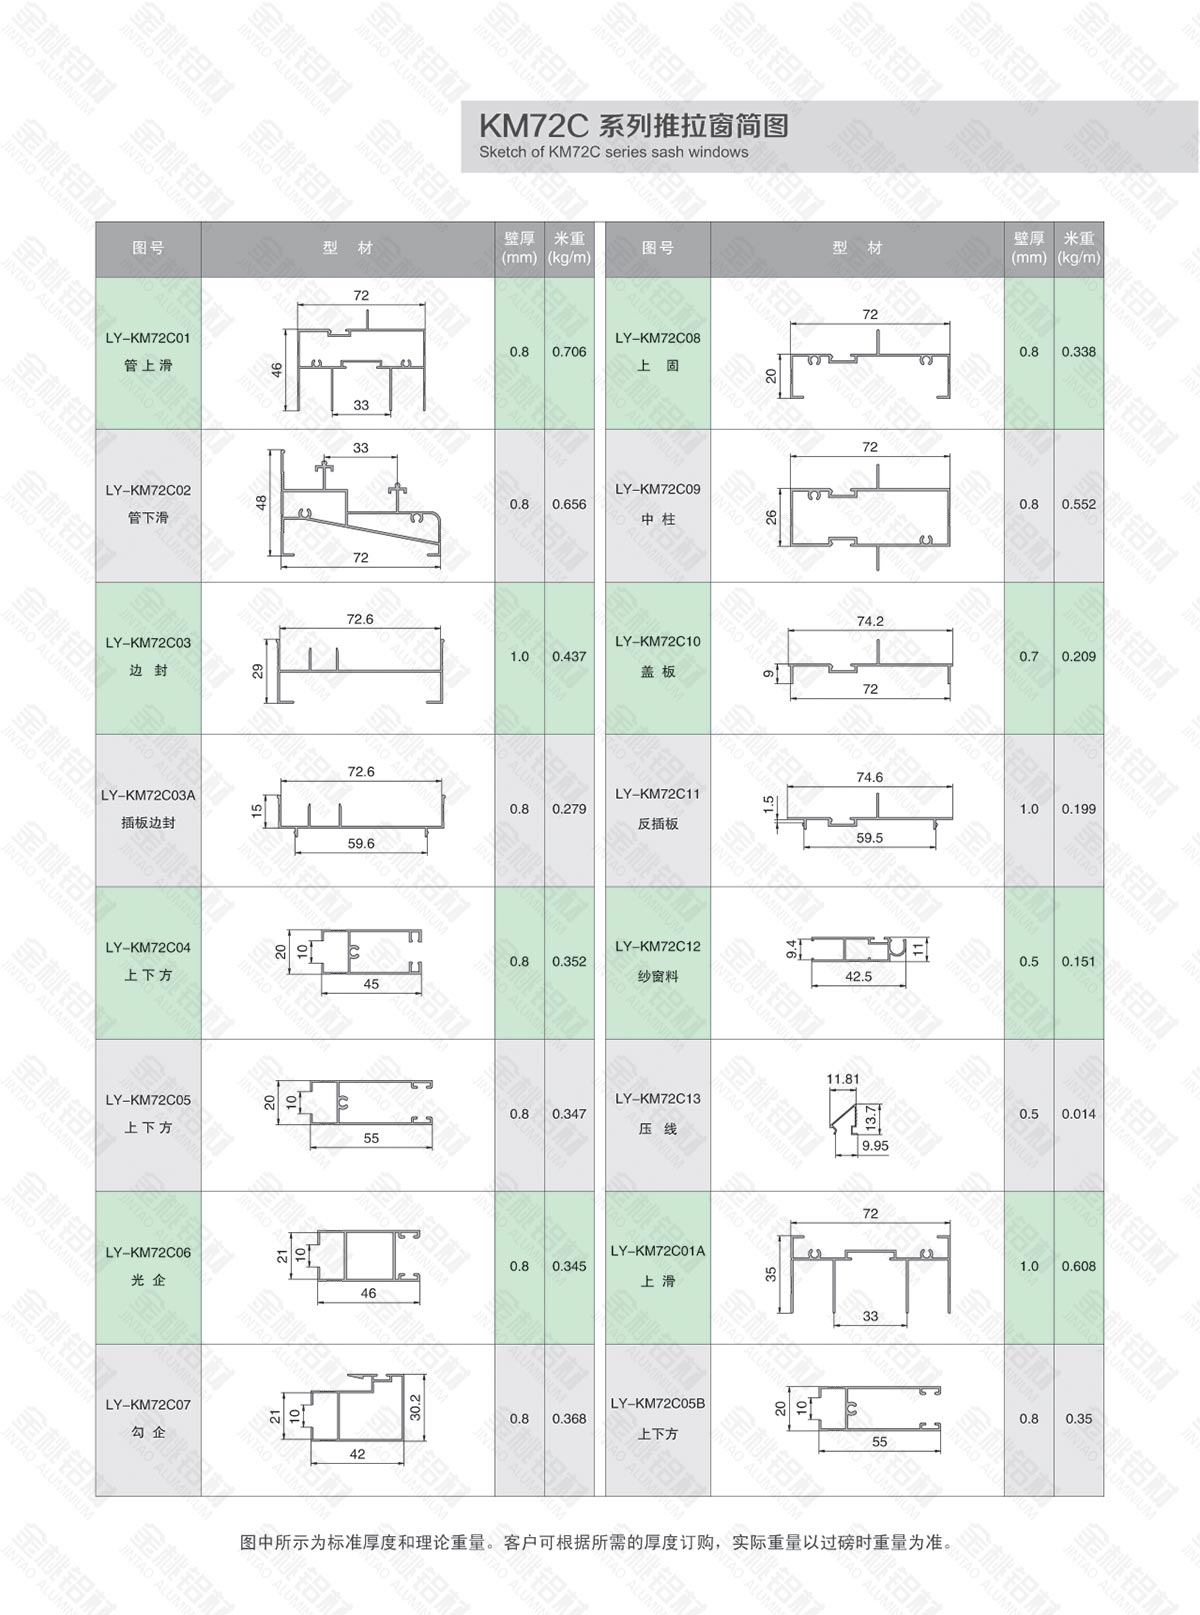 KM72C 系列推拉窗简图
Sketch of KM72C series sash windows
图号 型 材 壁厚(mm) 米重(kg/m)
LY-KM72C01
管上滑
72
46
33
0.8 0.706
LY-KM72C02
管下滑
33
48
72
0.8 0.656
LY-KM72C03
边 封
72.6
29
1.0 0.437
LY-KM72C03A
插板边封
72.6
15
59.6
0.8 0.279
LY-KM72C04
上下方
20
10
45
0.8 0.352
LY-KM72C05
上下方
20
10
55
0.8 0.347
LY-KM72C06
光 企
21
10
46
0.8 0.345
LY-KM72C07
勾 企
21
10
30.2
42
0.8 0.368
图号 型 材 壁厚(mm) 米重(kg/m)
LY-KM72C08
上 固
72
20
0.8 0.338
LY-KM72C09
中 柱
72
26
0.8 0.552
LY-KM72C10
盖 板
74.2
9
72
0.7 0.209
LY-KM72C11
反插板
74.6
1.5
59.5
1.0 0.199
LY-KM72C12
纱窗料
9.4
11
42.5
0.5 0.151
LY-KM72C13
压 线
11.81
13.7
9.95
0.5 0.014
LY-KM72C01A
上 滑
72
35
33
1.0 0.608
LY-KM72C05B
上下方
20
10
55
0.8 0.35
图中所示为标准厚度和理论重量。客户可根据所需的厚度订购，实际重量以过磅时重量为准。
金桃铝材
JINTAO ALUMINIUM